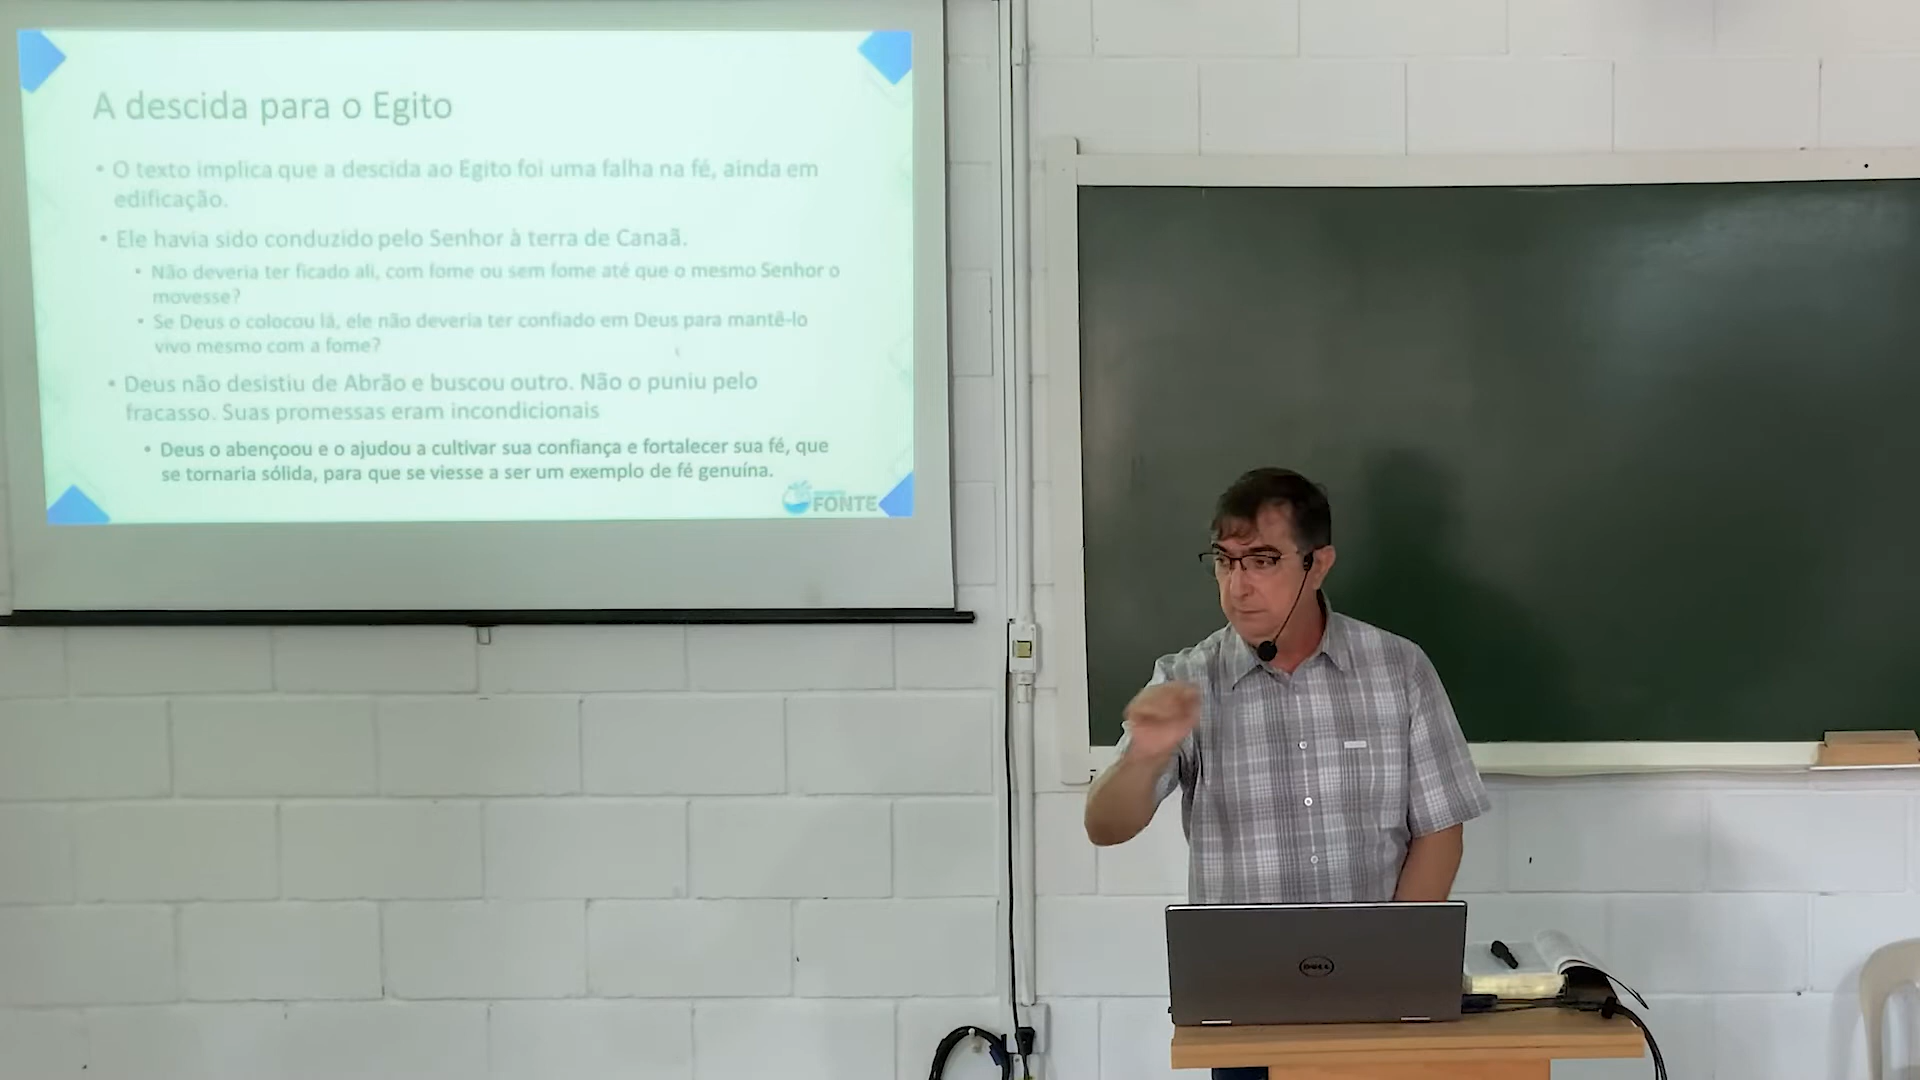 A descida para o Egito
• O texto implica que a descida ao Egito foi uma falha na fé, ainda em
edificação.
• Ele havia sido conduzido pelo Senhor à terra de Canaã.
• Não deveria ter ficado ali, com fome ou sem fome até que o mesmo Senhor o
movesse?
• Se Deus o colocou lá, ele não deveria ter confiado em Deus para mantê-lo
vivo mesmo com a fome?
• Deus não desistiu de Abrão e buscou outro. Não o puniu pelo
fracasso. Suas promessas eram incondicionais
• Deus o abençoou e o ajudou a cultivar sua confiança e fortalecer sua fé, que
se tornaria sólida, para que se viesse a ser um exemplo de fé genuína.
FONTE
DELL